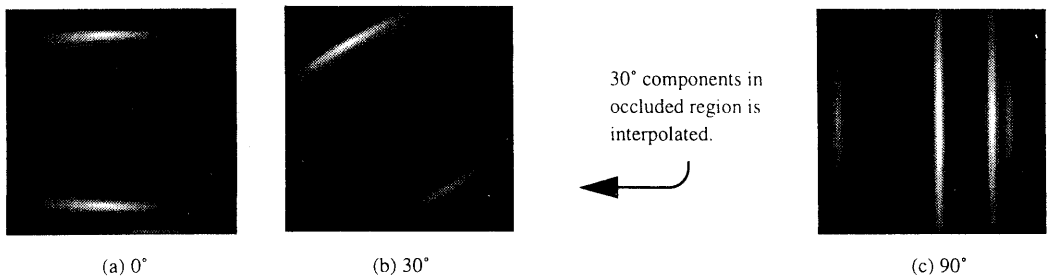 30° components in
occluded region is
interpolated.
(a) 0°
(b) 30°
(c) 90°